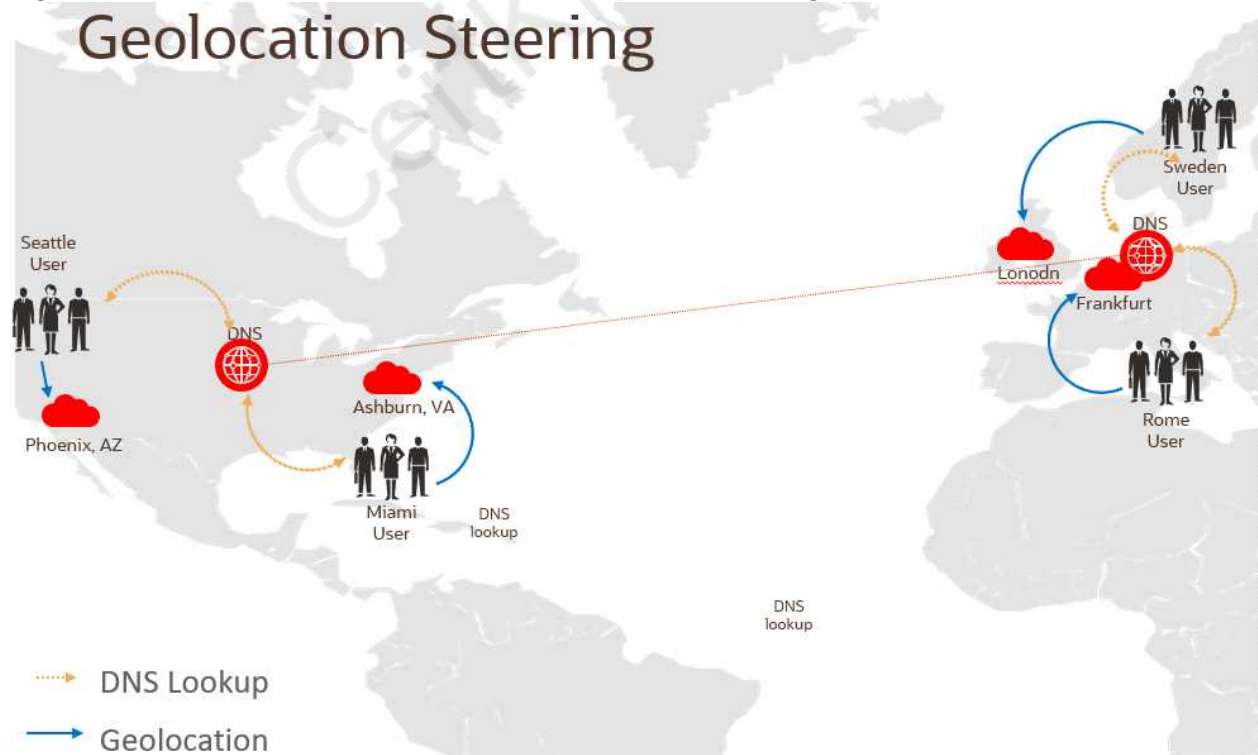 Geolocation Steering
Sweden
User
DNS
Lonodn
Frankfurt
Seattle
User
DNS
Ashburn, VA
Phoenix, AZ
Miami
User
DNS
lookup
Rome
User
DNS
lookup
DNS Lookup
Geolocation